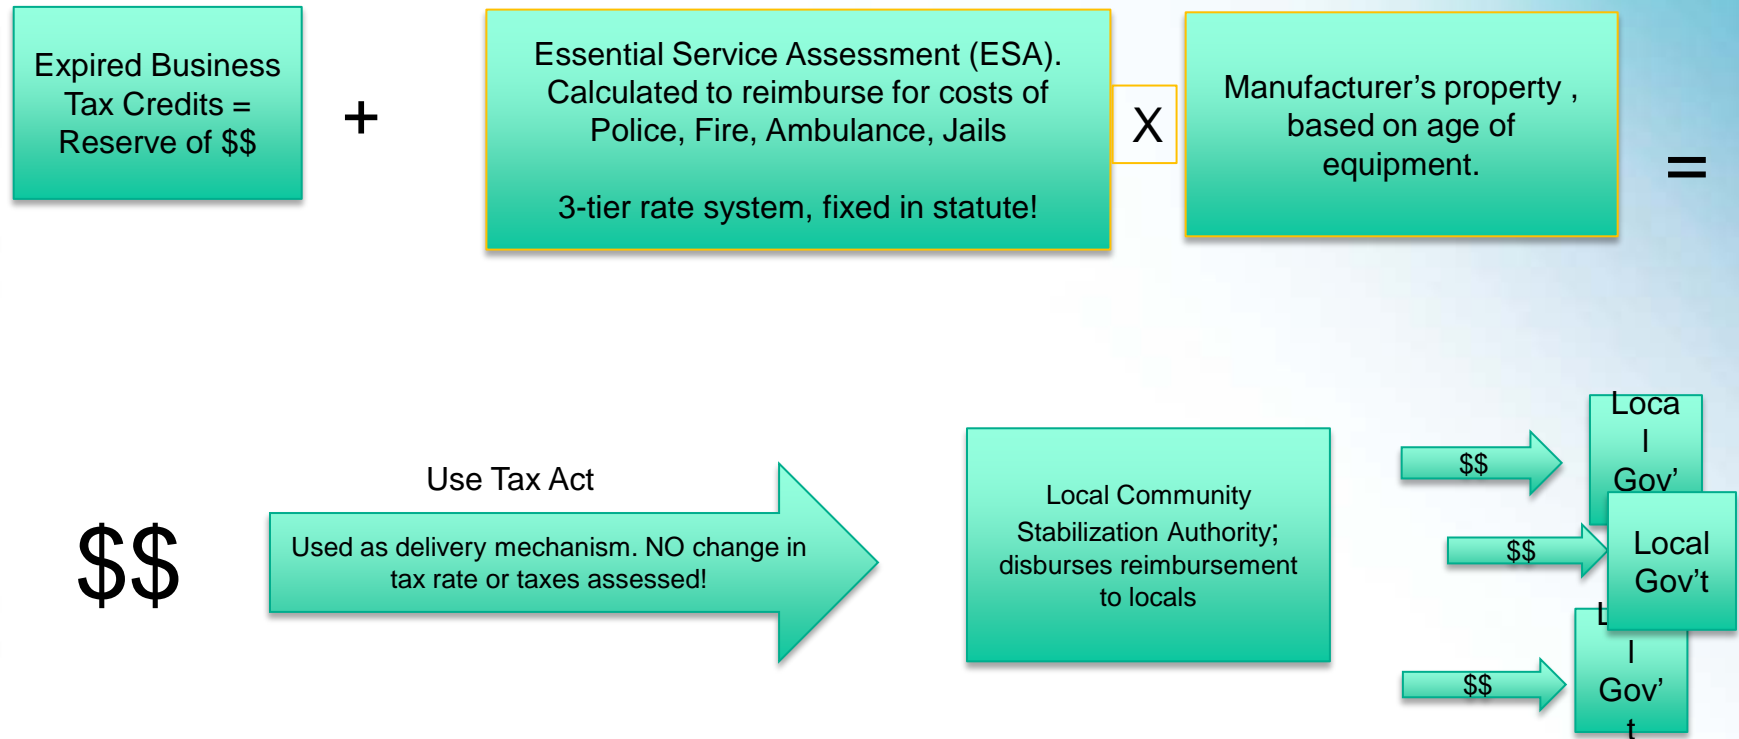 Expired Business
Tax Credits =
Reserve of $$
+
Essential Service Assessment (ESA).
Calculated to reimburse for costs of
Police, Fire, Ambulance, Jails
3-tier rate system, fixed in statute!
X
Manufacturer’s property ,
based on age of
equipment.
=
$$
Use Tax Act
Used as delivery mechanism. NO change in
tax rate or taxes assessed!
Local Community
Stabilization Authority;
disburses reimbursement
to locals
$$
Loca
l
Gov’
$$
Local
Gov’t
$$
L
l
Gov’
t